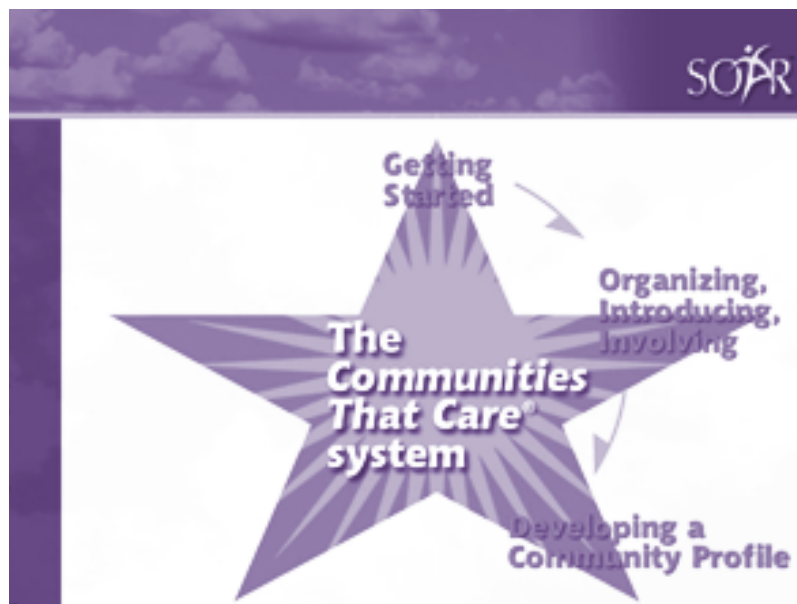 SOAR
Getting
Started
Organizing,
Introducing,
Involving
The
Communities
That Care®
system
Developing a
Community Profile